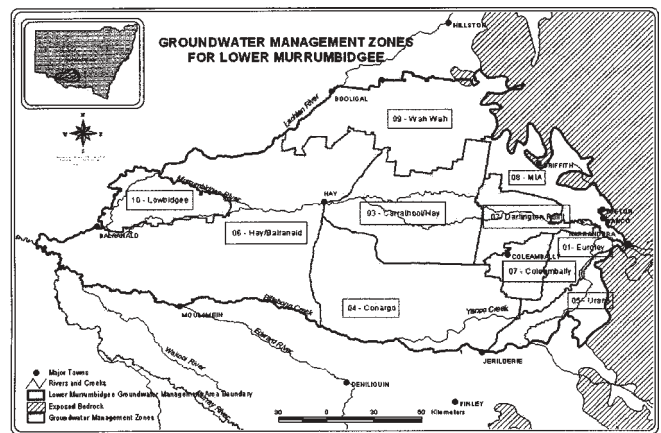 GROUNDWATER MANAGEMENT ZONES
FOR LOWER MURRUMBIDGEE
HILLSTON
Lachlan River
BOOLIGAL
09 - Wah Wah
N
W
S
GRIFFITH
08 - MIA
10 - Lowbidgee
Murrumbidgee River
HAY
03 - Carrathool/Hay
02 - Darlington Point
NARRANDERA
BALRANALD
06 - Hay/Balranald
01 - Euroley
COLEAMBALLY
07 - Coleambally
04 - Conargo
Yanco Creek
Billabong Creek
MOULAMEIN
Edward River
Wakool River
Murray River
JERILDERIE
DENILIQUIN
FINLEY
Major Towns
Rivers and Creeks
Lower Murrumbidgee Groundwater Management Area Boundary
Exposed Bedrock
Groundwater Management Zones
30 0 30 60
Kilometers